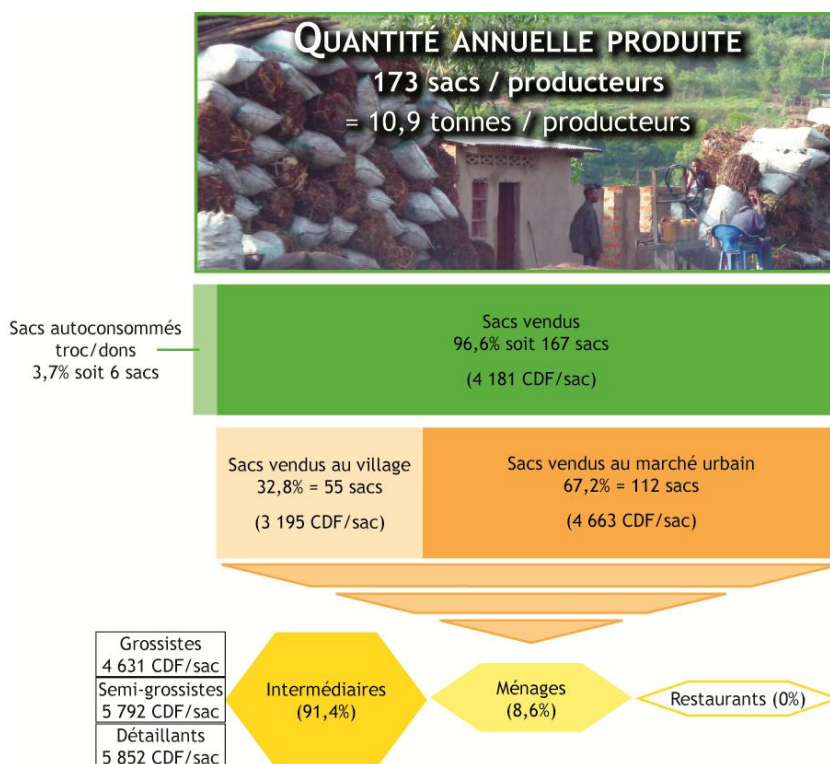 QUANTITÉ ANNUELLE PRODUITE
173 sacs / producteurs
= 10,9 tonnes / producteurs
Sacs autoconsommés
troc/dons
3,7% soit 6 sacs
Sacs vendus
96,6% soit 167 sacs
(4 181 CDF/sac)
Sacs vendus au village
32,8% = 55 sacs
(3 195 CDF/sac)
Sacs vendus au marché urbain
67,2% = 112 sacs
(4 663 CDF/sac)
Grossistes
4 631 CDF/sac
Semi-grossistes
5 792 CDF/sac
Détaillants
5 852 CDF/sac
Intermédiaires
(91,4%)
Ménages
(8,6%)
Restaurants (0%)